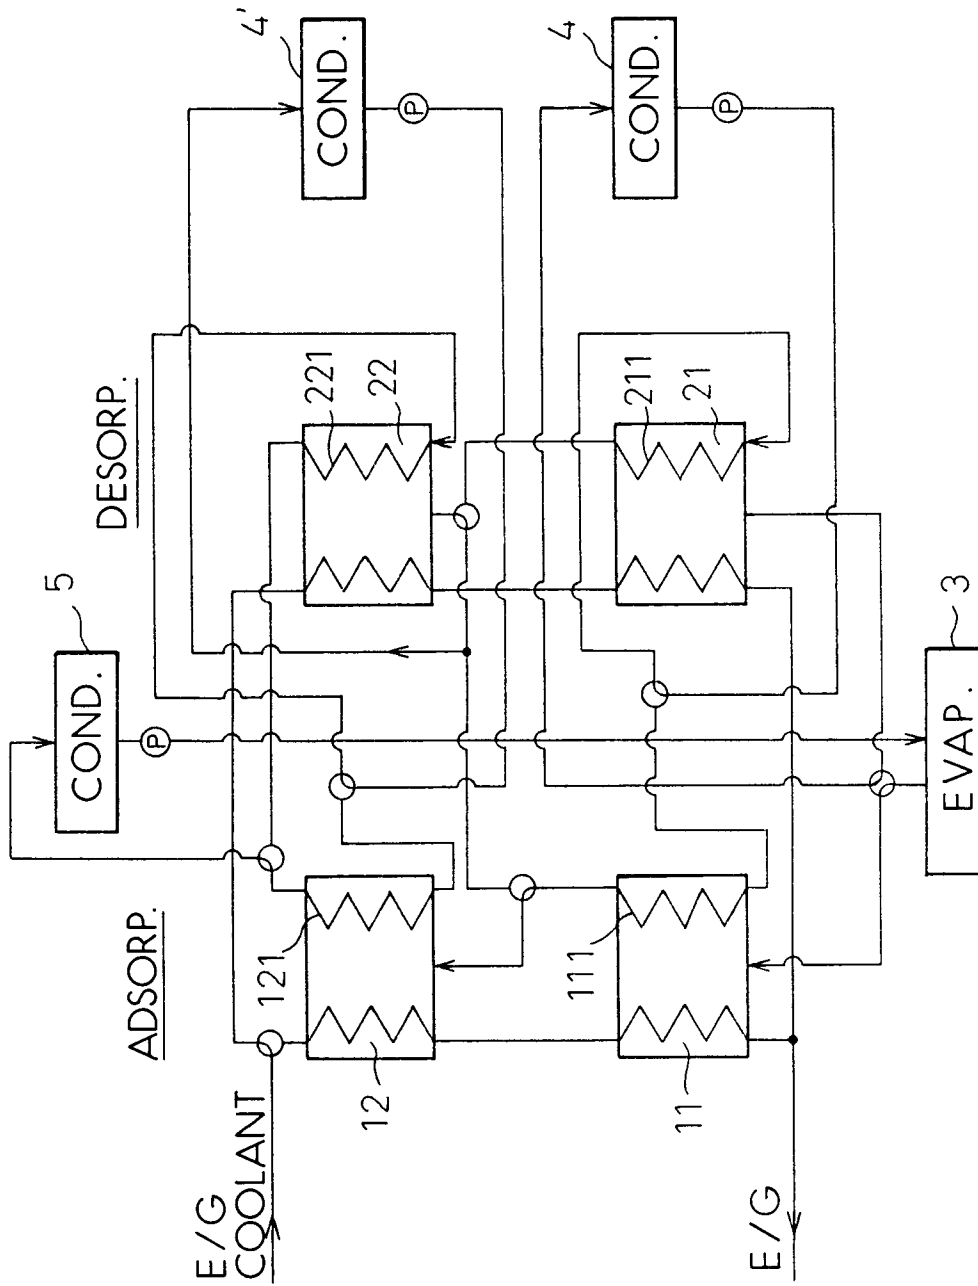 4'
COND.
P
4
COND.
P
DESORP.
221
22
211
21
5
COND.
P
3
EVAP.
ADSORP.
121
12
111
11
E/G
COOLANT
E/G